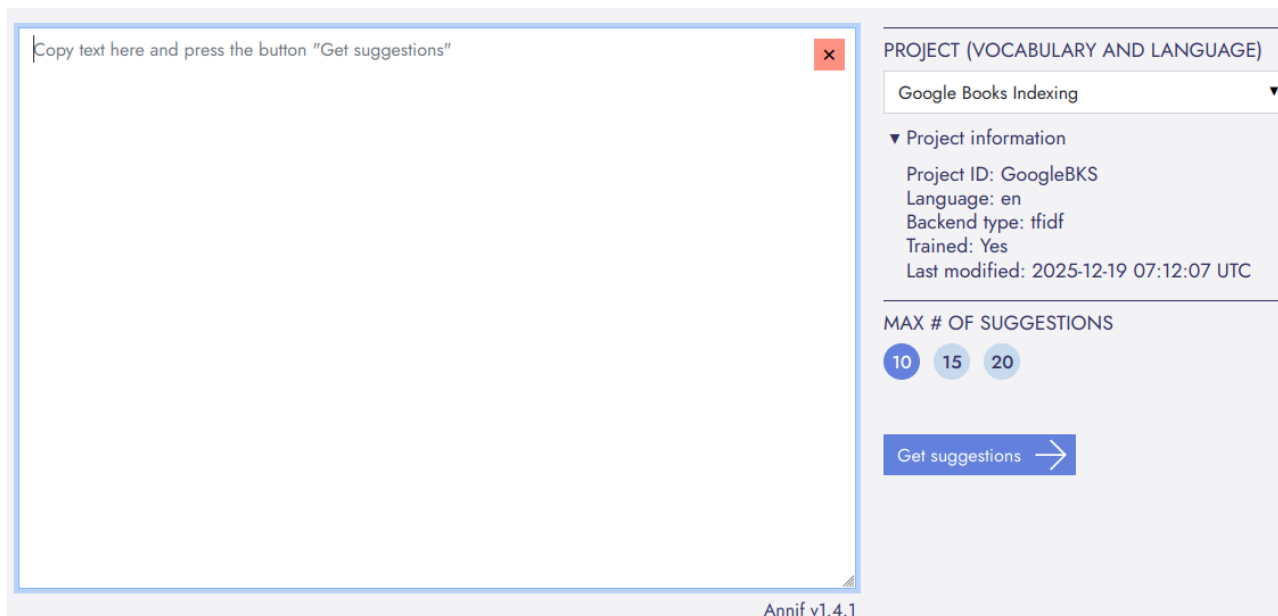 Copy text here and press the button "Get suggestions"
×
PROJECT (VOCABULARY AND LANGUAGE)
Google Books Indexing
▼
▼ Project information
Project ID: GoogleBKS
Language: en
Backend type: tfidf
Trained: Yes
Last modified: 2025-12-19 07:12:07 UTC
MAX # OF SUGGESTIONS
10 15 20
Get suggestions
Annif v1.4.1